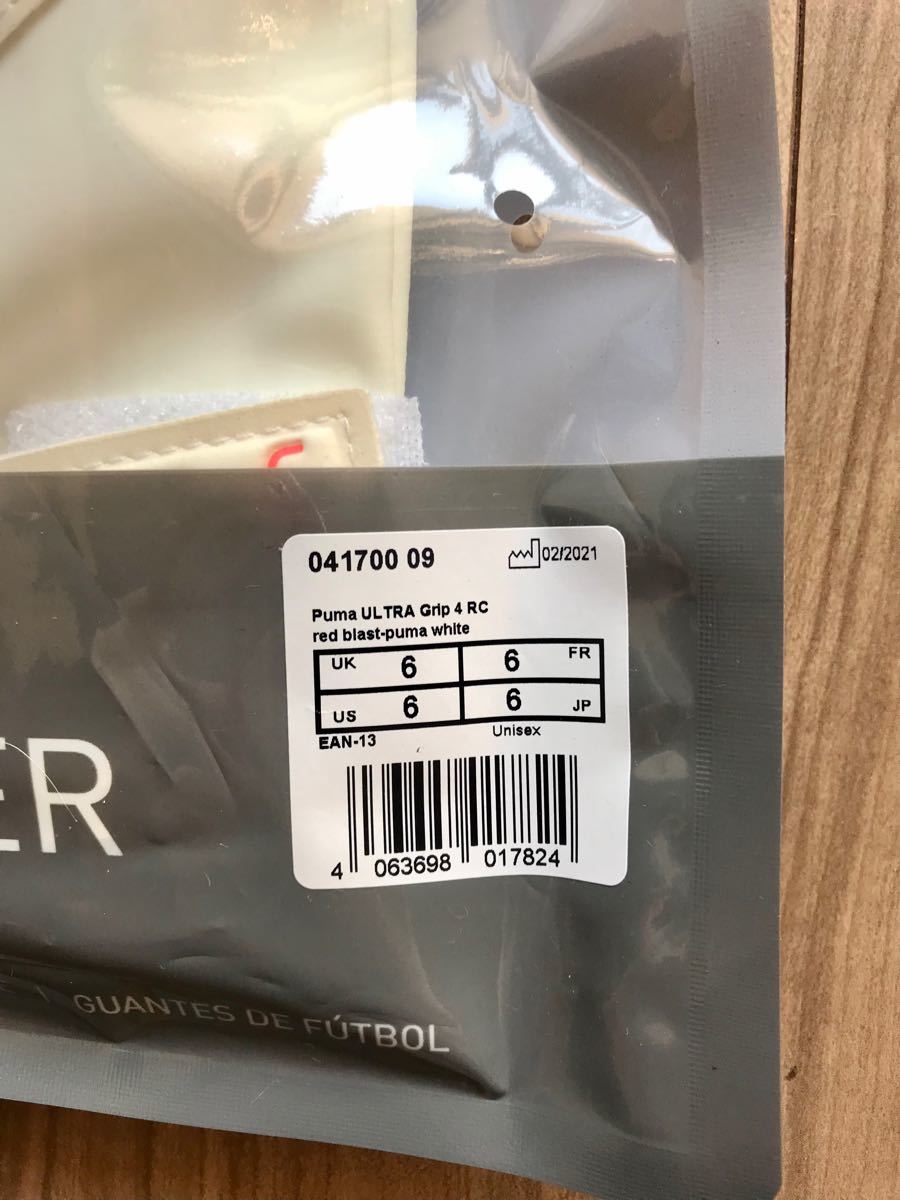 041700 09
02/2021
Puma ULTRA Grip 4 RC
red blast-puma white
UK 6 6 FR
US 6 6 JP
EAN-13 Unisex
4 063698 017824
ER
GUANTES DE FÚTBOL